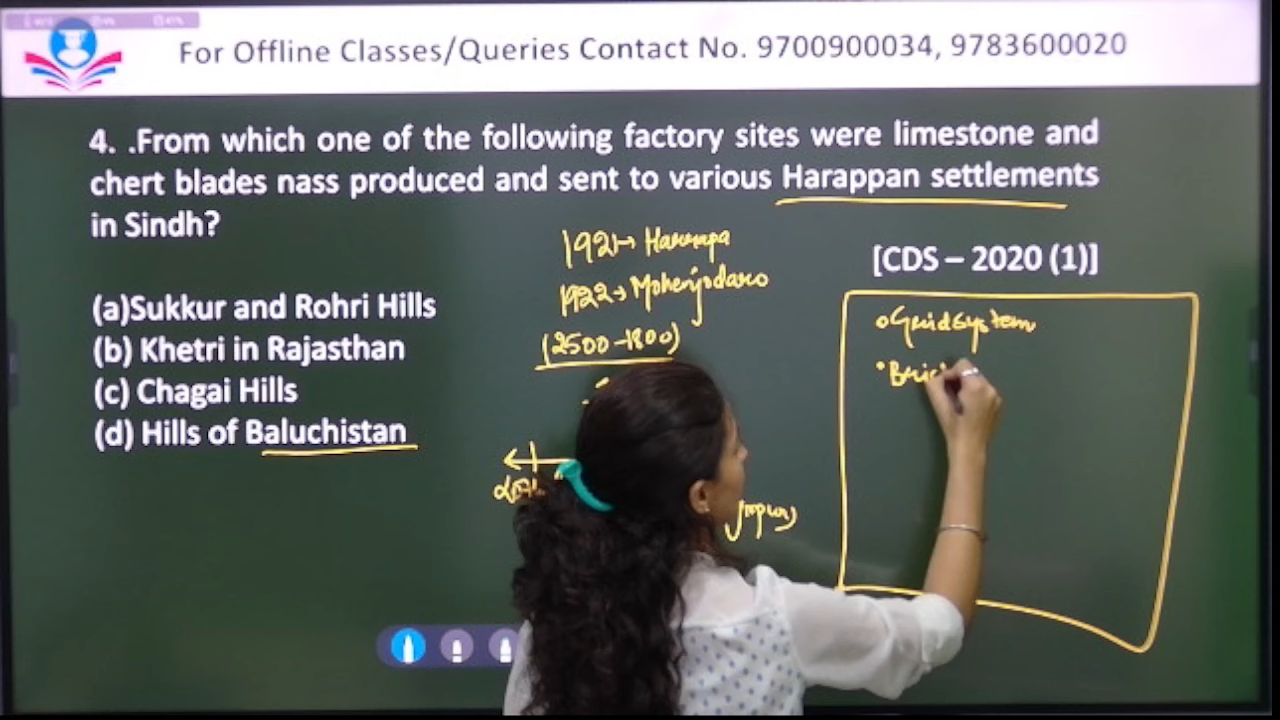 For Offline Classes/Queries Contact No. 9700900034, 9783600020
4. .From which one of the following factory sites were limestone and
chert blades nass produced and sent to various Harappan settlements
in Sindh?
[CDS – 2020 (1)]
(a)Sukkur and Rohri Hills
(b) Khetri in Rajasthan
(c) Chagai Hills
(d) Hills of Baluchistan
1921→ Harrapa
1922→ Mohenjodaro
(2500-1800)
•Grid System